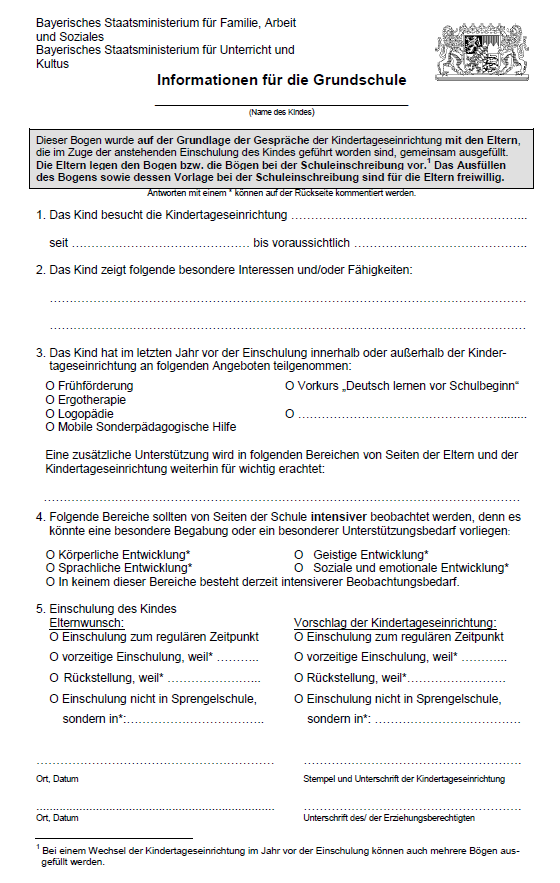 Bayerisches Staatsministerium für Familie, Arbeit
und Soziales
Bayerisches Staatsministerium für Unterricht und
Kultus
Informationen für die Grundschule
(Name des Kindes)
Dieser Bogen wurde auf der Grundlage der Gespräche der Kindertageseinrichtung mit den Eltern,
die im Zuge der anstehenden Einschulung des Kindes geführt worden sind, gemeinsam ausgefüllt.
Die Eltern legen den Bogen bzw. die Bögen bei der Schuleinschreibung vor.1 Das Ausfüllen
des Bogens sowie dessen Vorlage bei der Schuleinschreibung sind für die Eltern freiwillig.
Antworten mit einem * können auf der Rückseite kommentiert werden.
1. Das Kind besucht die Kindertageseinrichtung ……………………………………………..
seit ………………………………… bis voraussichtlich ………………………………..
2. Das Kind zeigt folgende besondere Interessen und/oder Fähigkeiten:
……………………………………………………………………………………………
……………………………………………………………………………………………
3. Das Kind hat im letzten Jahr vor der Einschulung innerhalb oder außerhalb der Kinder-
tageseinrichtung an folgenden Angeboten teilgenommen:
O Frühförderung O Vorkurs „Deutsch lernen vor Schulbeginn“
O Ergotherapie
O Logopädie O ……………………………………........
O Mobile Sonderpädagogische Hilfe
Eine zusätzliche Unterstützung wird in folgenden Bereichen von Seiten der Eltern und der
Kindertageseinrichtung weiterhin für wichtig erachtet:
……………………………………………………………………………………………
4. Folgende Bereiche sollten von Seiten der Schule intensiver beobachtet werden, denn es
könnte eine besondere Begabung oder ein besonderer Unterstützungsbedarf vorliegen:
O Körperliche Entwicklung* O Geistige Entwicklung*
O Sprachliche Entwicklung* O Soziale und emotionale Entwicklung*
O In keinem dieser Bereiche besteht derzeit intensiverer Beobachtungsbedarf.
5. Einschulung des Kindes
Elternwunsch: Vorschlag der Kindertageseinrichtung:
O Einschulung zum regulären Zeitpunkt O Einschulung zum regulären Zeitpunkt
O vorzeitige Einschulung, weil* ……….. O vorzeitige Einschulung, weil* ………..
O Rückstellung, weil* …………………….. O Rückstellung, weil*…………………
O Einschulung nicht in Sprengelschule, O Einschulung nicht in Sprengelschule,
sondern in*:……………………….. sondern in*: …………………………
…………………………………………… …………………………………………
Ort, Datum Stempel und Unterschrift der Kindertageseinrichtung
…………………………………………… …………………………………………
Ort, Datum Unterschrift des/ der Erziehungsberechtigten
1 Bei einem Wechsel der Kindertageseinrichtung im Jahr vor der Einschulung können auch mehrere Bögen aus-
gefüllt werden.